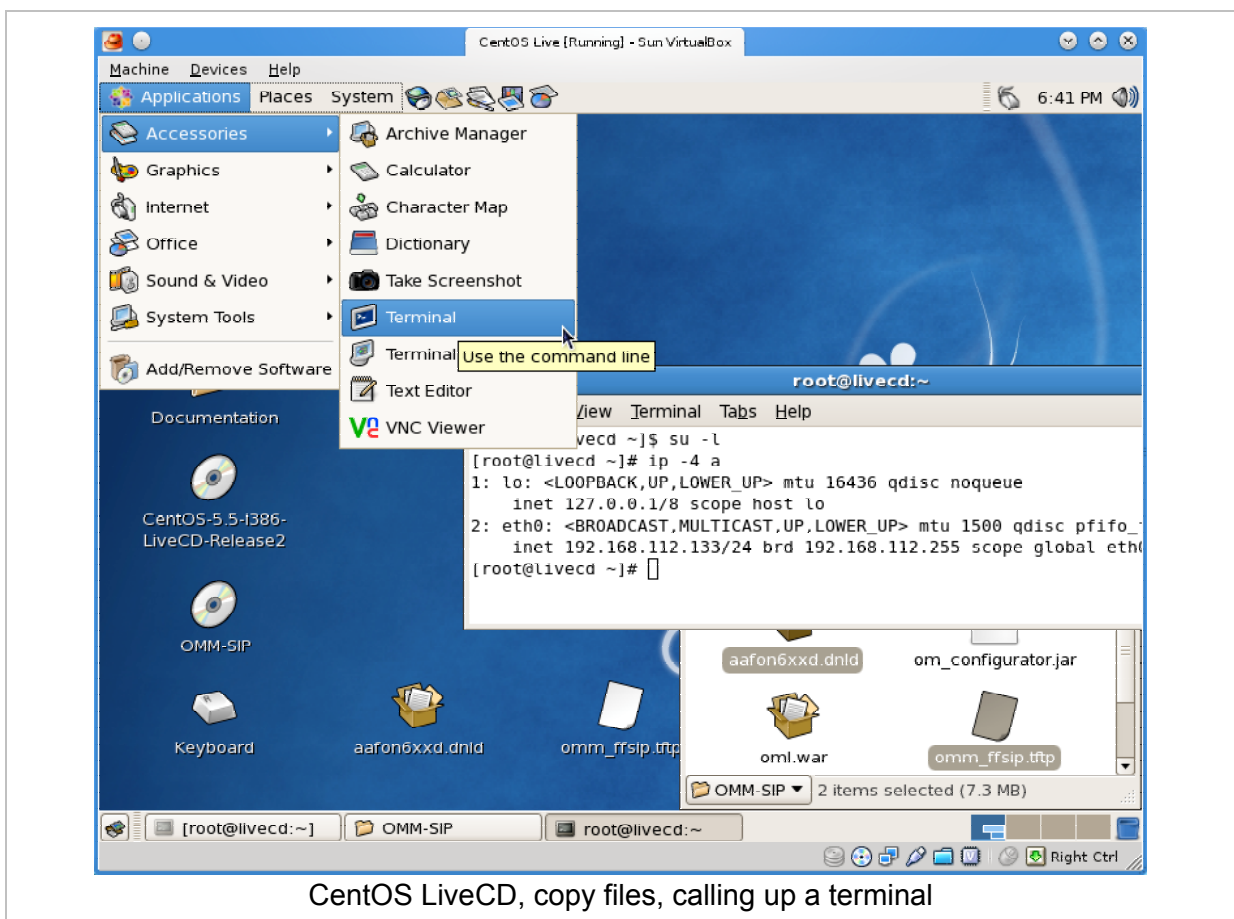 CentOS Live [Running] - Sun VirtualBox
Machine Devices Help
Applications Places System 6:41 PM
Accessories
Graphics
Internet
Office
Sound & Video
System Tools
Add/Remove Software
Archive Manager
Calculator
Character Map
Dictionary
Take Screenshot
Terminal
Terminal
Use the command line
Text Editor
VNC Viewer
root@livecd:~
View Terminal Tabs Help
vecd ~]$ su -l
[root@livecd ~]# ip -4 a
1: lo: <LOOPBACK,UP,LOWER_UP> mtu 16436 qdisc noqueue
inet 127.0.0.1/8 scope host lo
2: eth0: <BROADCAST,MULTICAST,UP,LOWER_UP> mtu 1500 qdisc pfifo_
inet 192.168.112.133/24 brd 192.168.112.255 scope global eth
[root@livecd ~]#
Documentation
CentOS-5.5-i386-
LiveCD-Release2
OMM-SIP
Keyboard
aafon6xxd.dnld
omm_ffsip.tftp
aafon6xxd.dnld
om_configurator.jar
oml.war
omm_ffsip.tftp
OMM-SIP 2 items selected (7.3 MB)
[root@livecd:~] OMM-SIP root@livecd:~
Right Ctrl
CentOS LiveCD, copy files, calling up a terminal